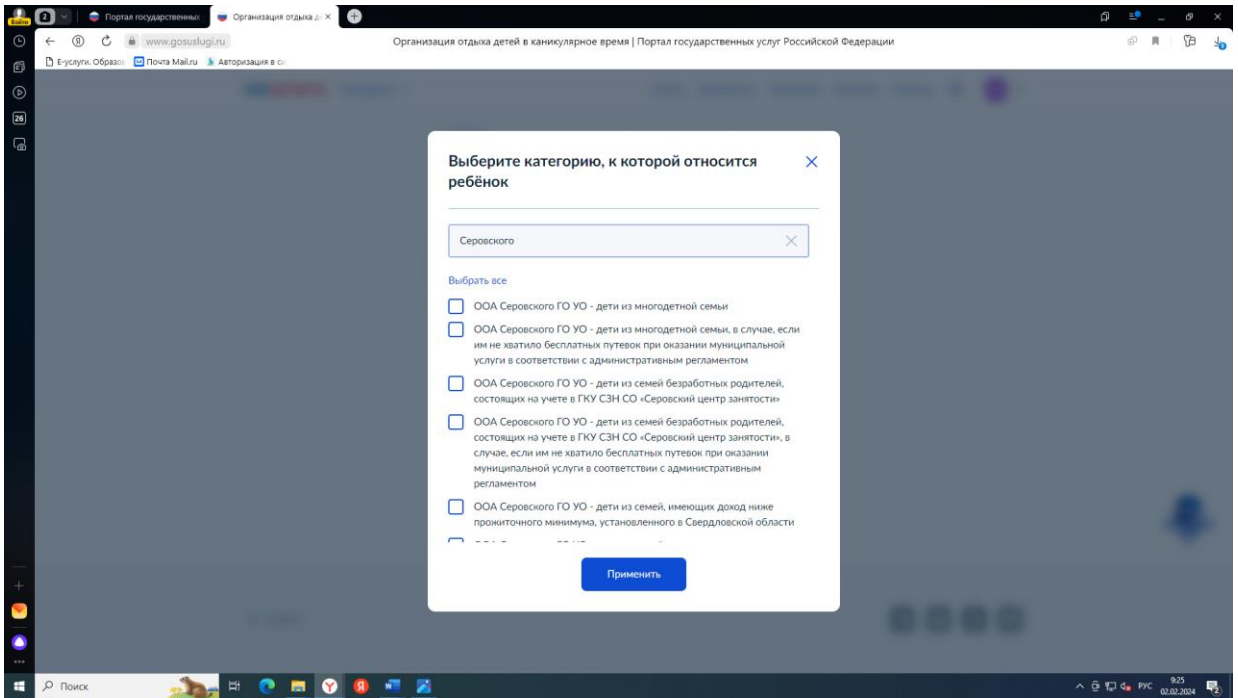 Войти
2
Портал государственных
Организация отдыха д
www.gosuslugi.ru
Организация отдыха детей в каникулярное время | Портал государственных услуг Российской Федерации
Е-услуги. Образо
Почта Mail.ru
Авторизация в си
26
Выберите категорию, к которой относится
ребёнок
Серовского
Выбрать все
ООА Серовского ГО УО - дети из многодетной семьи
ООА Серовского ГО УО - дети из многодетной семьи, в случае, если
им не хватило бесплатных путевок при оказании муниципальной
услуги в соответствии с административным регламентом
ООА Серовского ГО УО - дети из семей безработных родителей,
состоящих на учете в ГКУ СЗН СО «Серовский центр занятости»
ООА Серовского ГО УО - дети из семей безработных родителей,
состоящих на учете в ГКУ СЗН СО «Серовский центр занятости», в
случае, если им не хватило бесплатных путевок при оказании
муниципальной услуги в соответствии с административным
регламентом
ООА Серовского ГО УО - дети из семей, имеющих доход ниже
прожиточного минимума, установленного в Свердловской области
Применить
Поиск
РУС
9:25
02.02.2024